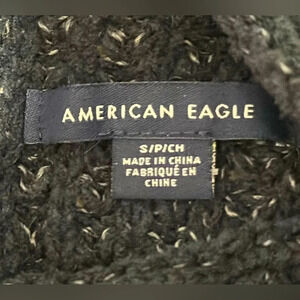 AMERICAN EAGLE
S/P/CH
MADE IN CHINA
FABRIQUÉ EN
CHINE